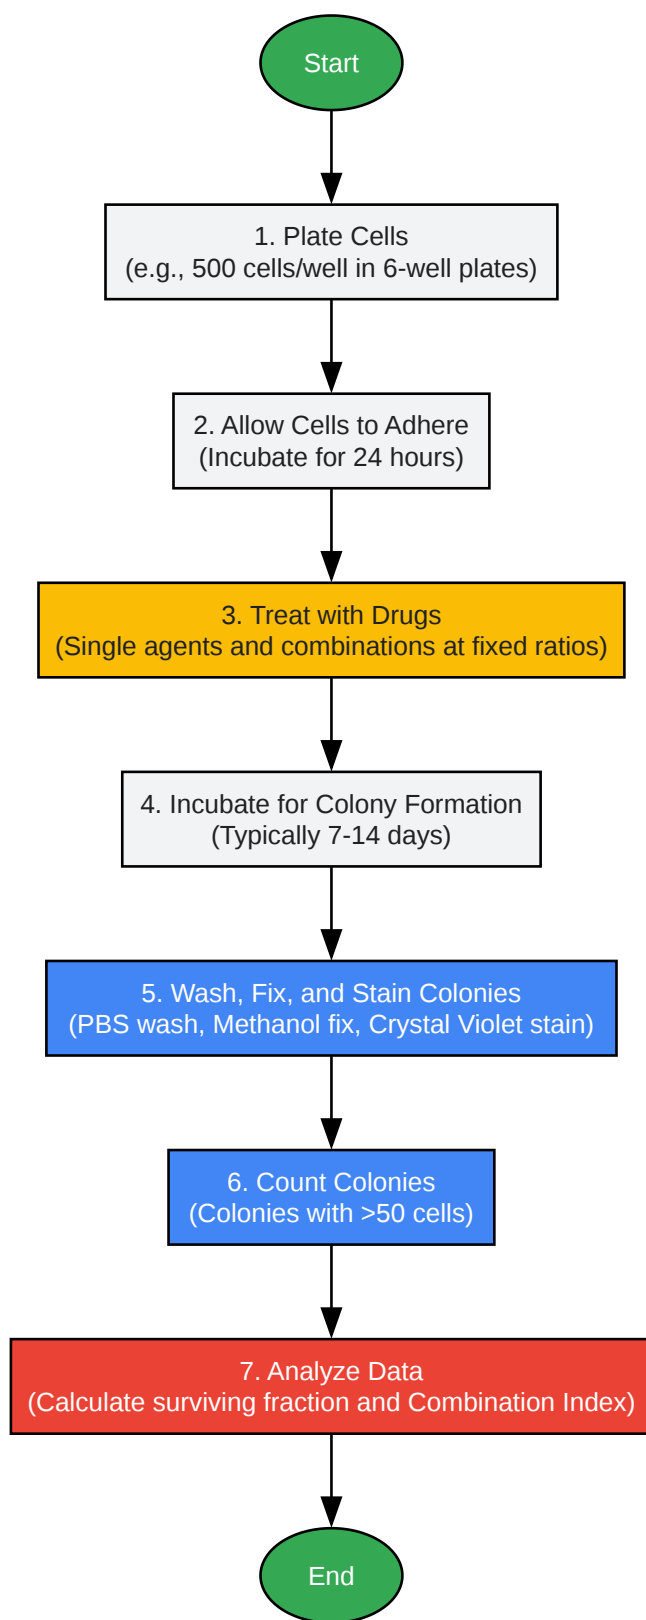 Start
1. Plate Cells
(e.g., 500 cells/well in 6-well plates)
2. Allow Cells to Adhere
(Incubate for 24 hours)
3. Treat with Drugs
(Single agents and combinations at fixed ratios)
4. Incubate for Colony Formation
(Typically 7-14 days)
5. Wash, Fix, and Stain Colonies
(PBS wash, Methanol fix, Crystal Violet stain)
6. Count Colonies
(Colonies with >50 cells)
7. Analyze Data
(Calculate surviving fraction and Combination Index)
End